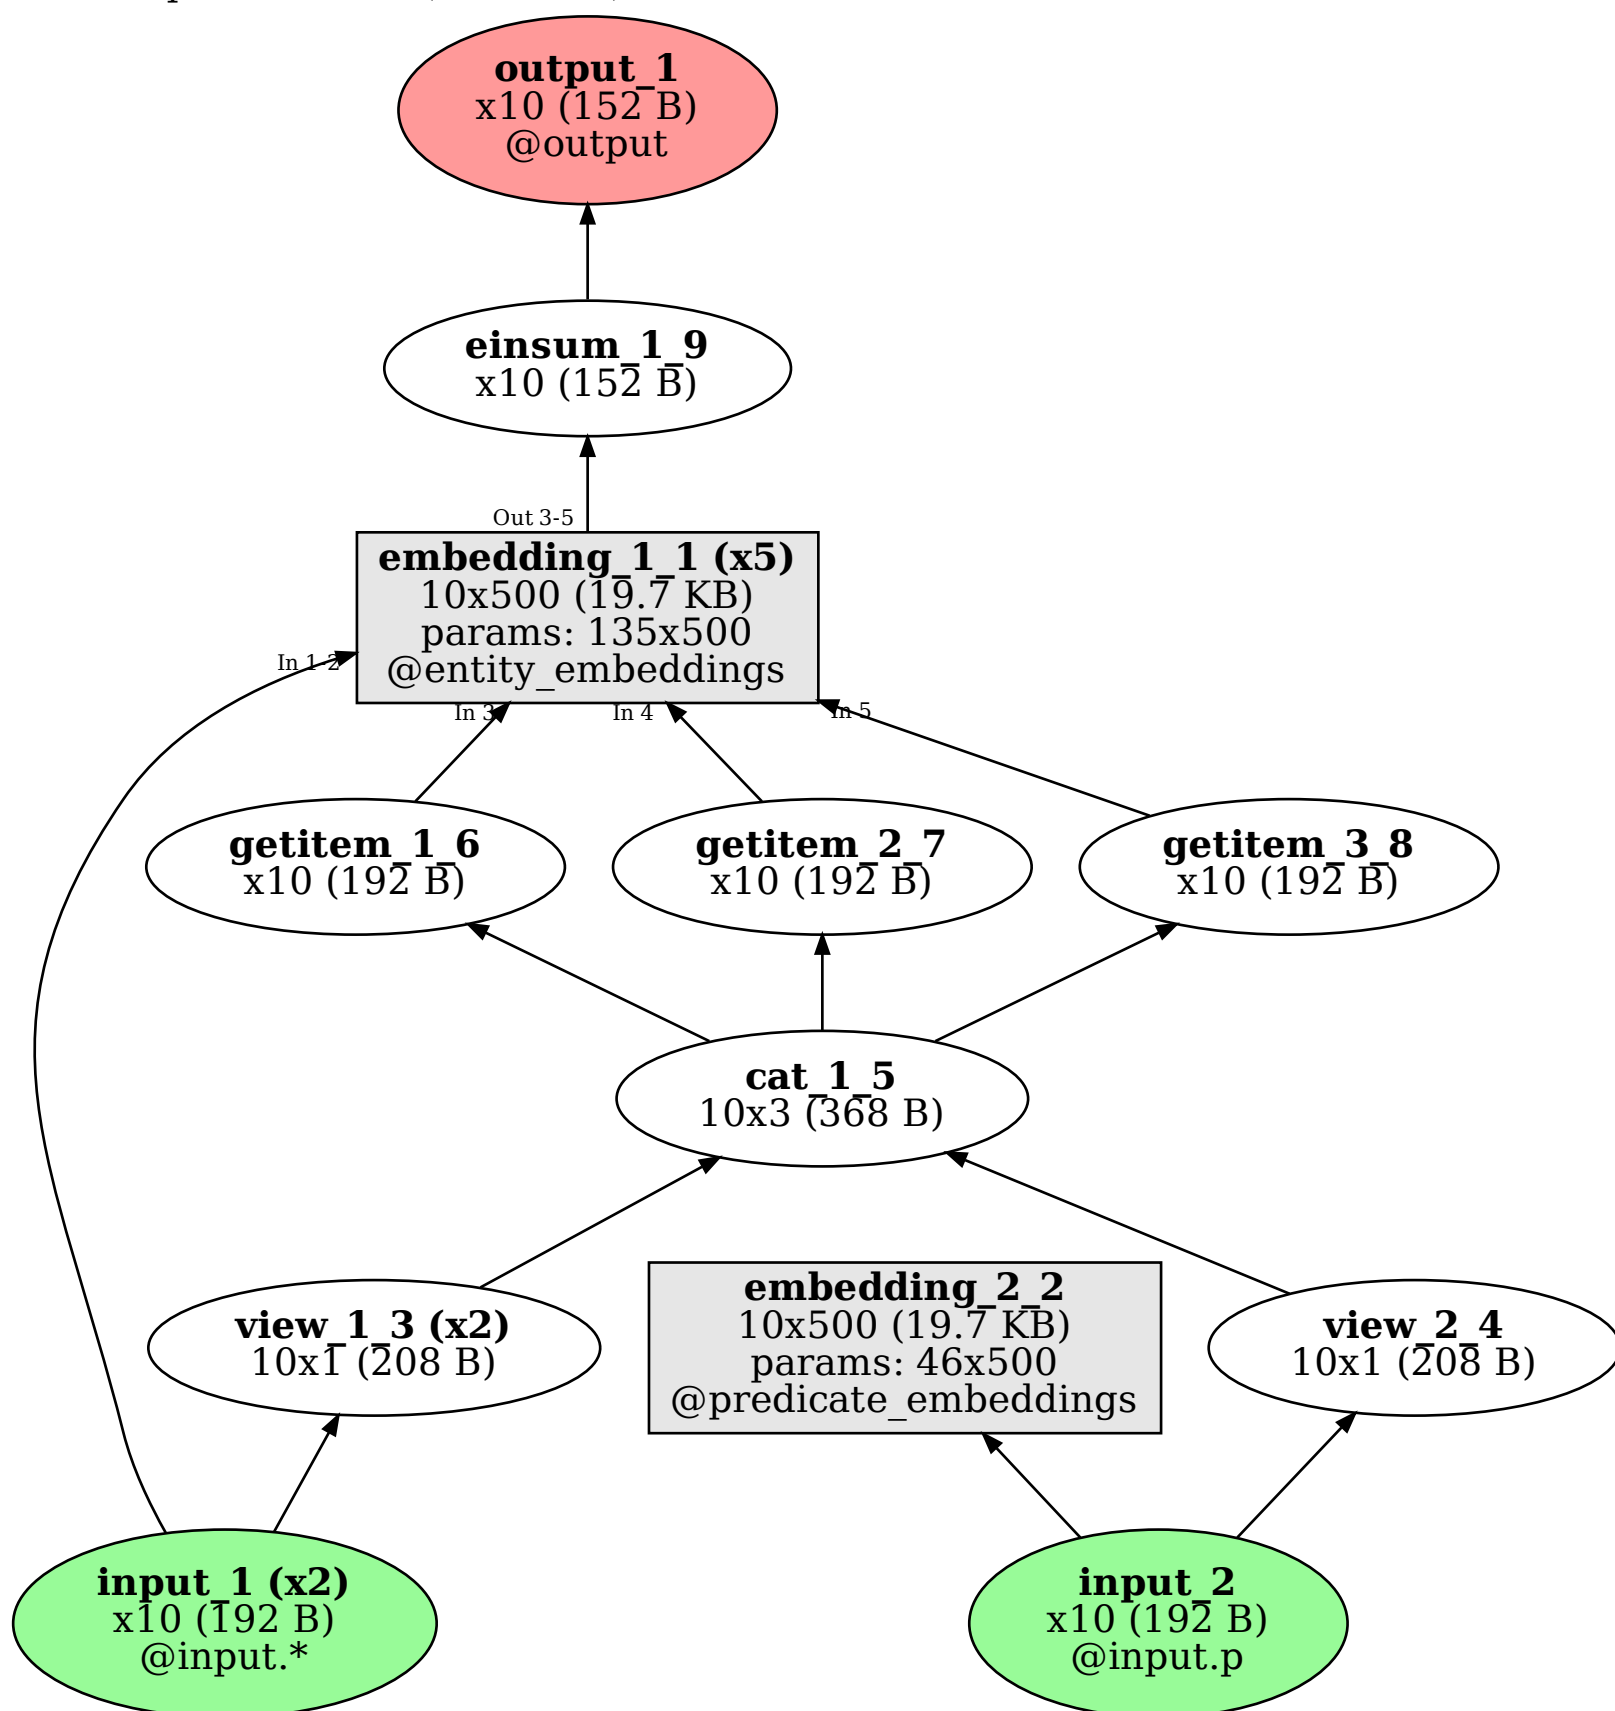 output_1
x10 (152 B)
@output
einsum_1_9
x10 (152 B)
Out 3-5
embedding_1_1 (x5)
10x500 (19.7 KB)
params: 135x500
@entity_embeddings
In 1-2
In 3
In 4
In 5
getitem_1_6
x10 (192 B)
getitem_2_7
x10 (192 B)
getitem_3_8
x10 (192 B)
cat_1_5
10x3 (368 B)
view_1_3 (x2)
10x1 (208 B)
embedding_2_2
10x500 (19.7 KB)
params: 46x500
@predicate_embeddings
view_2_4
10x1 (208 B)
input_1 (x2)
x10 (192 B)
@input.*
input_2
x10 (192 B)
@input.p